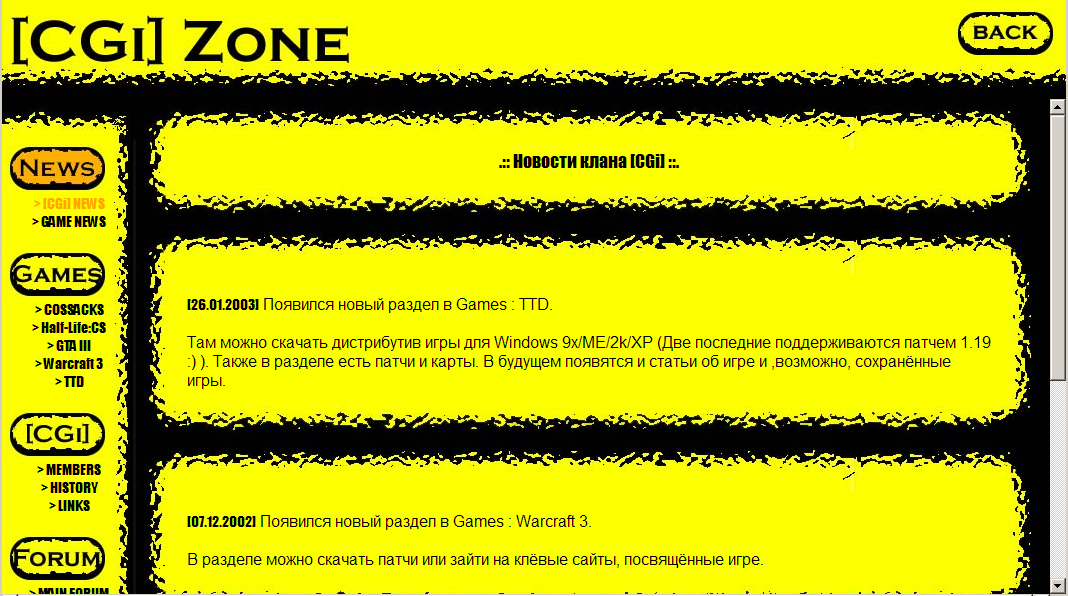 [CGi] Zone
BACK
News
> [CGi] NEWS
> GAME NEWS
Games
> COSSACKS
> Half-Life:CS
> GTA III
> Warcraft 3
> TTD
[CGi]
> MEMBERS
> HISTORY
> LINKS
Forum
> MAIN FORUM
.:: Новости клана [CGi] ::.
[26.01.2003] Появился новый раздел в Games : TTD.
Там можно скачать дистрибутив игры для Windows 9x/ME/2k/XP (Две последние поддерживаются патчем 1.19
:) ). Также в разделе есть патчи и карты. В будущем появятся и статьи об игре и ,возможно, сохранённые
игры.
[07.12.2002] Появился новый раздел в Games : Warcraft 3.
В разделе можно скачать патчи или зайти на клёвые сайты, посвящённые игре.